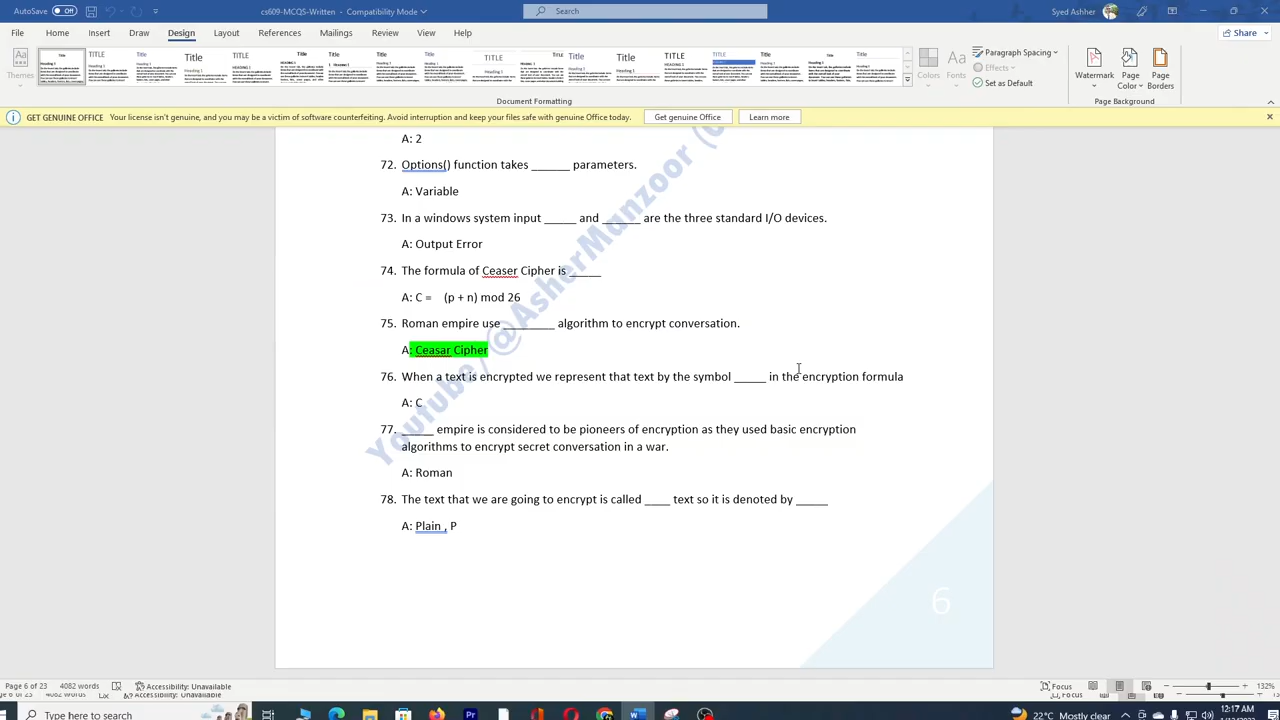 AutoSave Off cs609-MCQS-Written - Compatibility Mode Search Syed Asher
File Home Insert Draw Design Layout References Mailings Review View Help Share
Themes
Colors Fonts
Paragraph Spacing
Effects
Set as Default
Watermark Page Color Page Borders
Document Formatting Page Background
GET GENUINE OFFICE Your license isn't genuine, and you may be a victim of software counterfeiting. Avoid interruption and keep your files safe with genuine Office today. Get genuine Office Learn more
A: 2
72. Options() function takes ______ parameters.
A: Variable
73. In a windows system input _____ and ______ are the three standard I/O devices.
A: Output Error
74. The formula of Ceaser Cipher is _____
A: C = (p + n) mod 26
75. Roman empire use ________ algorithm to encrypt conversation.
A: Ceasar Cipher
76. When a text is encrypted we represent that text by the symbol _____ in the encryption formula
A: C
77. _____ empire is considered to be pioneers of encryption as they used basic encryption
algorithms to encrypt secret conversation in a war.
A: Roman
78. The text that we are going to encrypt is called ____ text so it is denoted by _____
A: Plain , P
Youtube/@AsherManzoor (
6
Page 6 of 23 4082 words Accessibility: Unavailable Focus 132%
Type here to search 22°C Mostly clear 12:17 AM